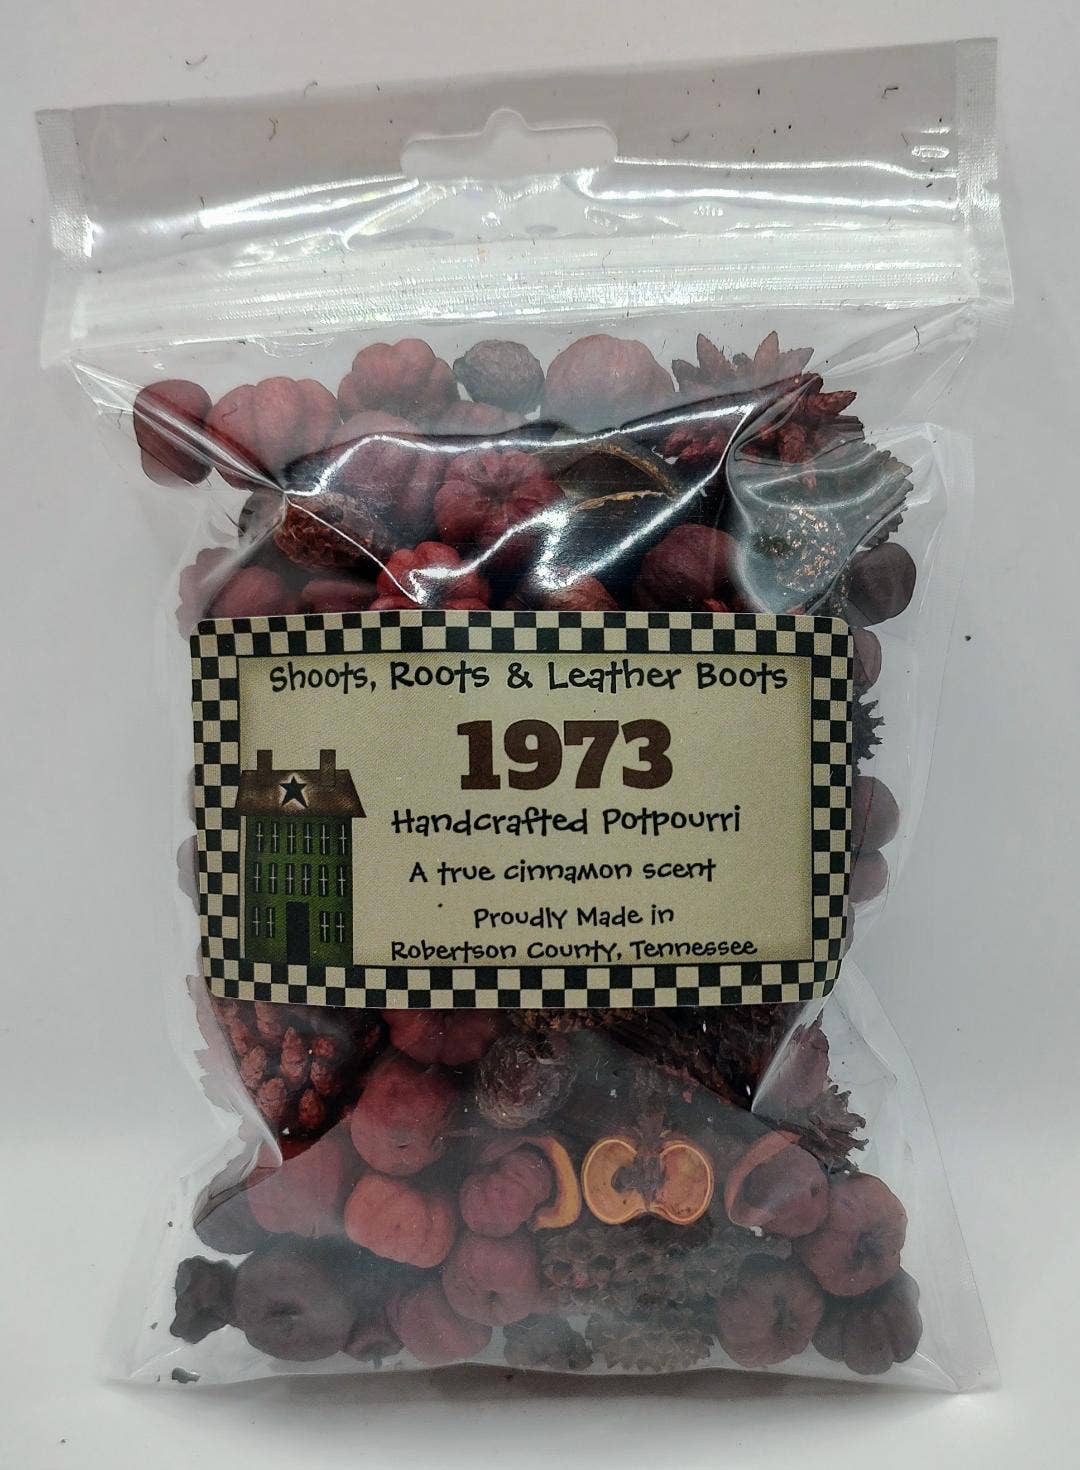 Shoots, Roots & Leather Boots
1973
Handcrafted Potpourri
A true cinnamon scent
Proudly Made in
Robertson County, Tennessee